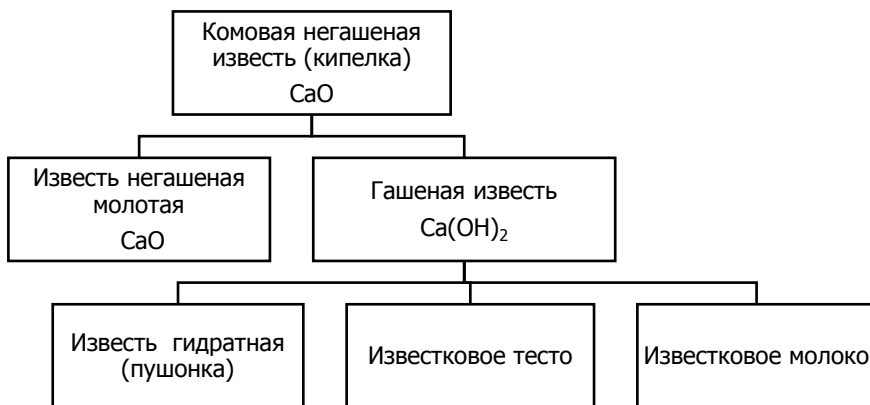 Комовая негашеная
известь (кипелка)
CaO
Известь негашеная
молотая
CaO
Гашеная известь
Ca(OH)₂
Известь гидратная
(пушонка)
Известковое тесто
Известковое молоко